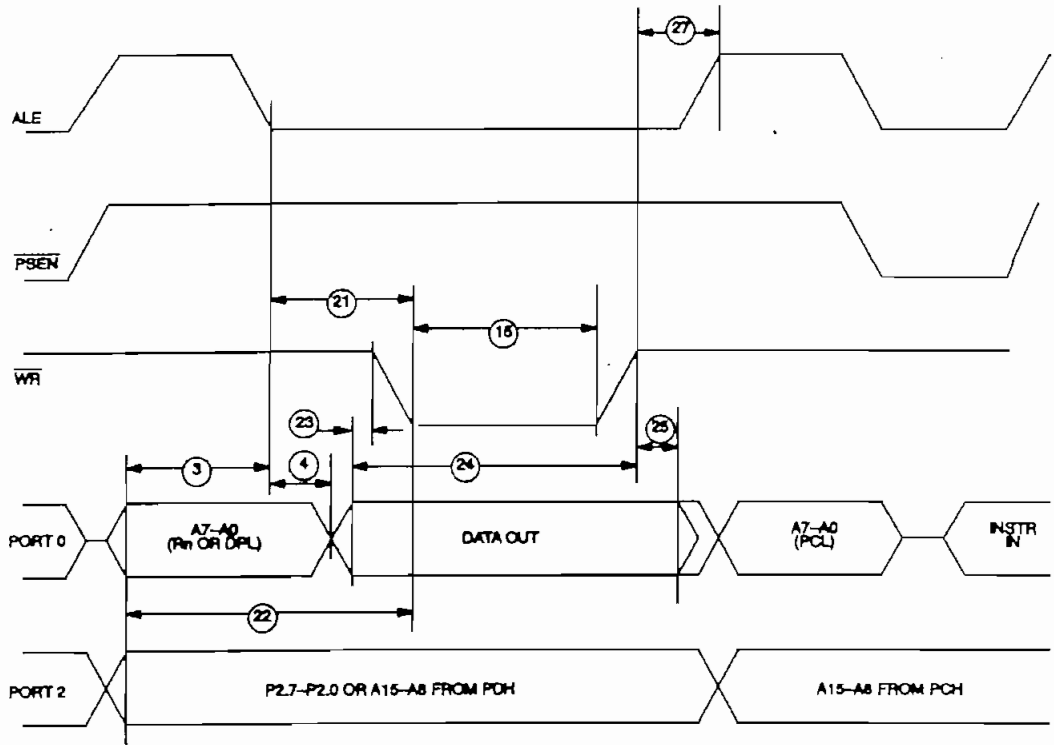 27
ALE
PSEN
21
16
WR
23
25
3
4
24
PORT 0
A7–A0
(Rn OR DPL)
DATA OUT
A7–A0
(PCL)
INSTR
IN
22
PORT 2
P2.7–P2.0 OR A15–A8 FROM PDH
A15–A8 FROM PCH